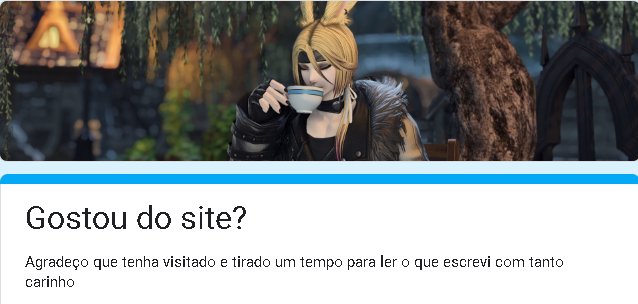 Gostou do site?
Agradeço que tenha visitado e tirado um tempo para ler o que escrevi com tanto
carinho